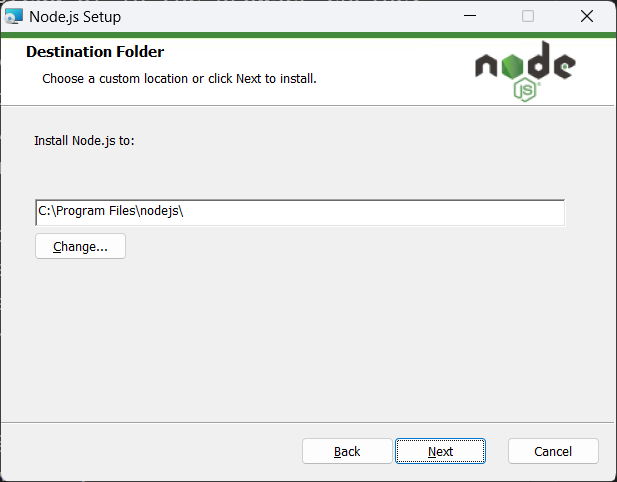 Node.js Setup
Destination Folder
Choose a custom location or click Next to install.
node
JS
Install Node.js to:
C:\Program Files\nodejs\
Change...
Back
Next
Cancel